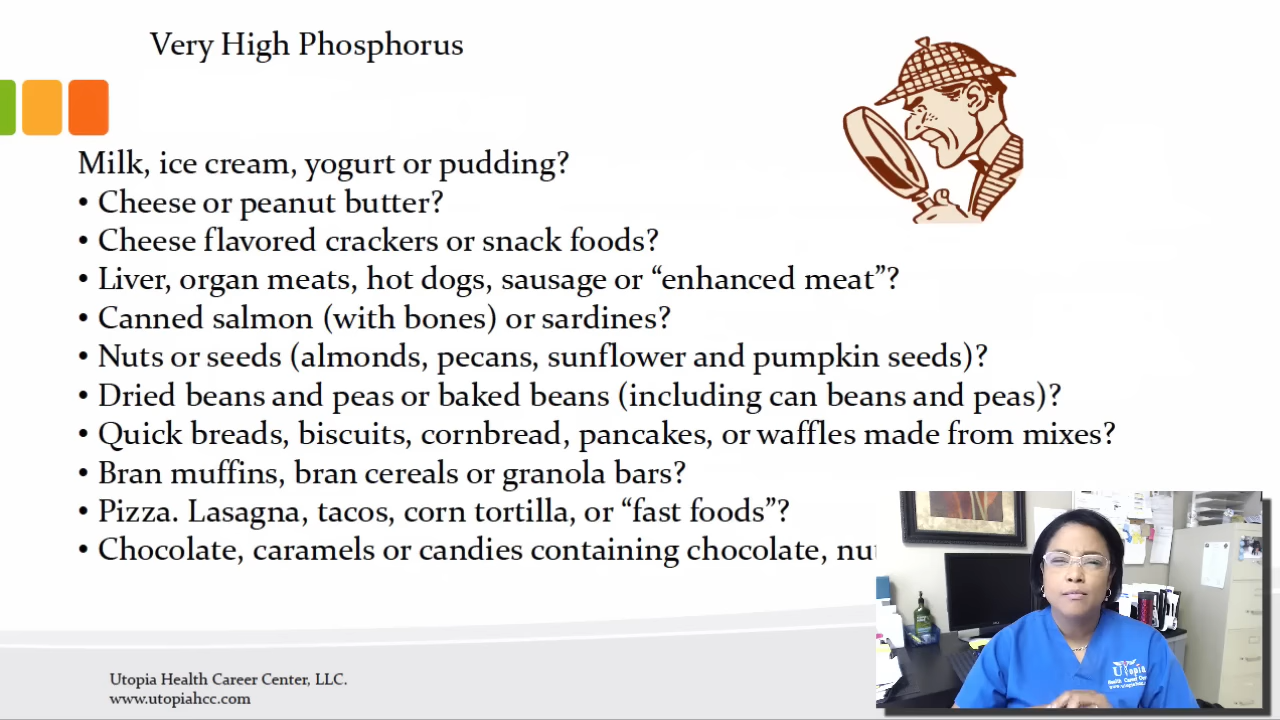 Very High Phosphorus
Milk, ice cream, yogurt or pudding?
• Cheese or peanut butter?
• Cheese flavored crackers or snack foods?
• Liver, organ meats, hot dogs, sausage or “enhanced meat”?
• Canned salmon (with bones) or sardines?
• Nuts or seeds (almonds, pecans, sunflower and pumpkin seeds)?
• Dried beans and peas or baked beans (including can beans and peas)?
• Quick breads, biscuits, cornbread, pancakes, or waffles made from mixes?
• Bran muffins, bran cereals or granola bars?
• Pizza. Lasagna, tacos, corn tortilla, or “fast foods”?
• Chocolate, caramels or candies containing chocolate,
Utopia Health Career Center, LLC.
www.utopiahcc.com
Utopia